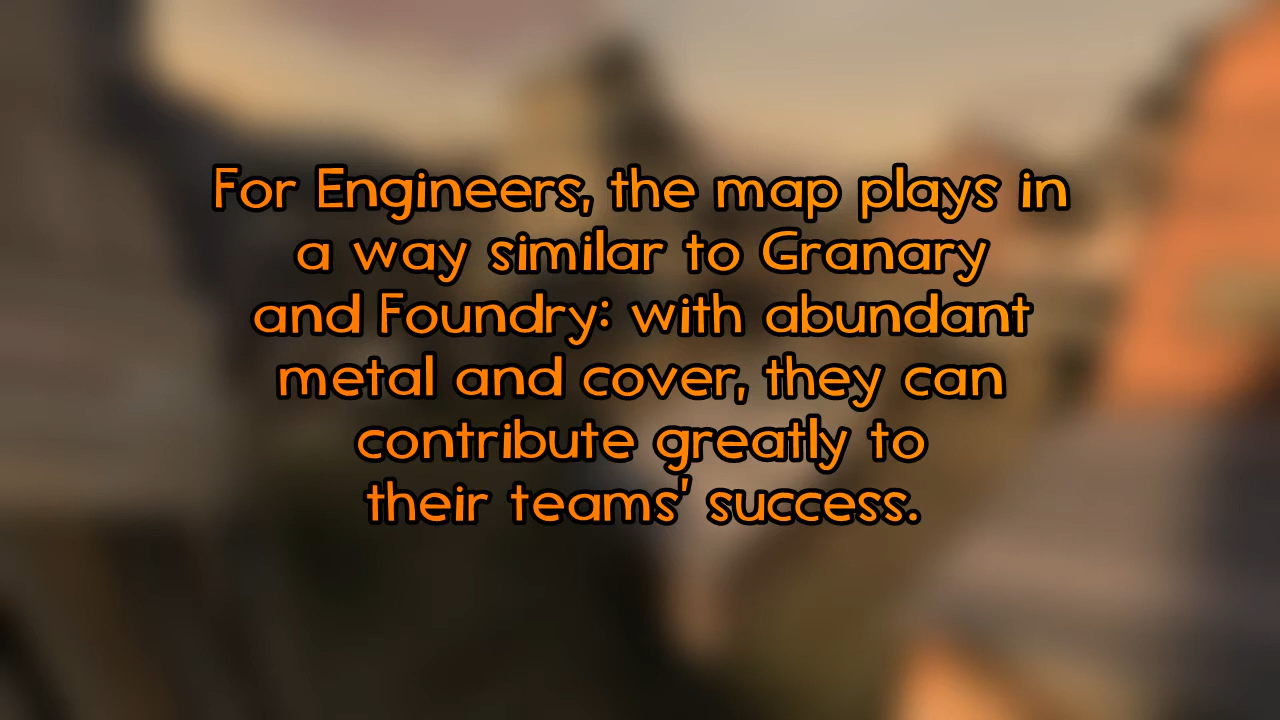 For Engineers, the map plays in
a way similar to Granary
and Foundry: with abundant
metal and cover, they can
contribute greatly to
their teams' success.